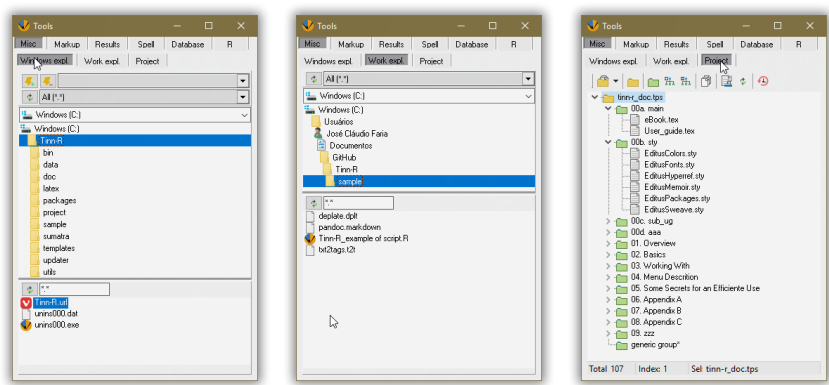 Tools
Misc Markup Results Spell Database R
Windows expl. Work expl. Project
All (*.*)
Windows (C:)
Windows (C:)
Tinn-R
bin
data
doc
latex
packages
project
sample
sumatra
templates
updater
utils
*.*
Tinn-R.url
unins000.dat
unins000.exe
Tools
Misc Markup Results Spell Database R
Windows expl. Work expl. Project
All (*.*)
Windows (C:)
Windows (C:)
Usuários
José Cláudio Faria
Documentos
GitHub
Tinn-R
sample
*.*
deplate.dplt
pandoc.markdown
Tinn-R_example of script.R
txt2tags.t2t
Tools
Misc Markup Results Spell Database R
Windows expl. Work expl. Project
tinn-r_doc.tps
00a. main
eBook.tex
User_guide.tex
00b. sty
EditusColors.sty
EditusFonts.sty
EditusHyperref.sty
EditusMemoir.sty
EditusPackages.sty
EditusSweave.sty
00c. sub_ug
00d. aaa
01. Overview
02. Basics
03. Working With
04. Menu Descrition
05. Some Secrets for an Efficiente Use
06. Appendix A
07. Appendix B
08. Appendix C
09. zzz
generic group*
Total 107 Index: 1 Sel: tinn-r_doc.tps